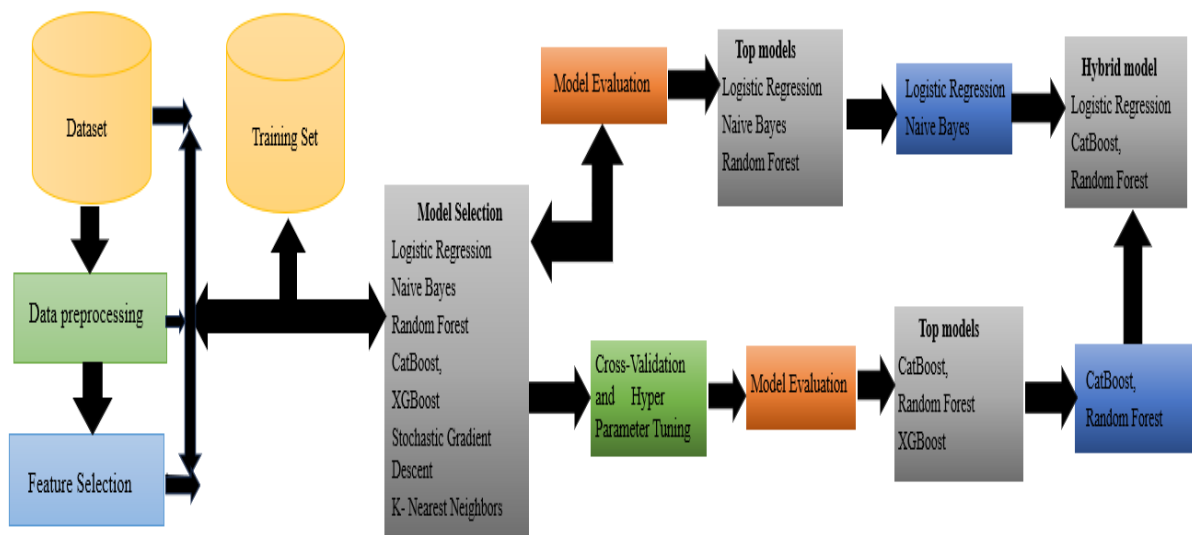 Dataset
Data preprocessing
Feature Selection
Training Set
Model Selection
Logistic Regression
Naive Bayes
Random Forest
CatBoost,
XGBoost
Stochastic Gradient
Descent
K- Nearest Neighbors
Model Evaluation
Top models
Logistic Regression
Naive Bayes
Random Forest
Logistic Regression
Naive Bayes
Hybrid model
Logistic Regression
CatBoost,
Random Forest
Cross-Validation
and Hyper
Parameter Tuning
Model Evaluation
Top models
CatBoost,
Random Forest
XGBoost
CatBoost,
Random Forest